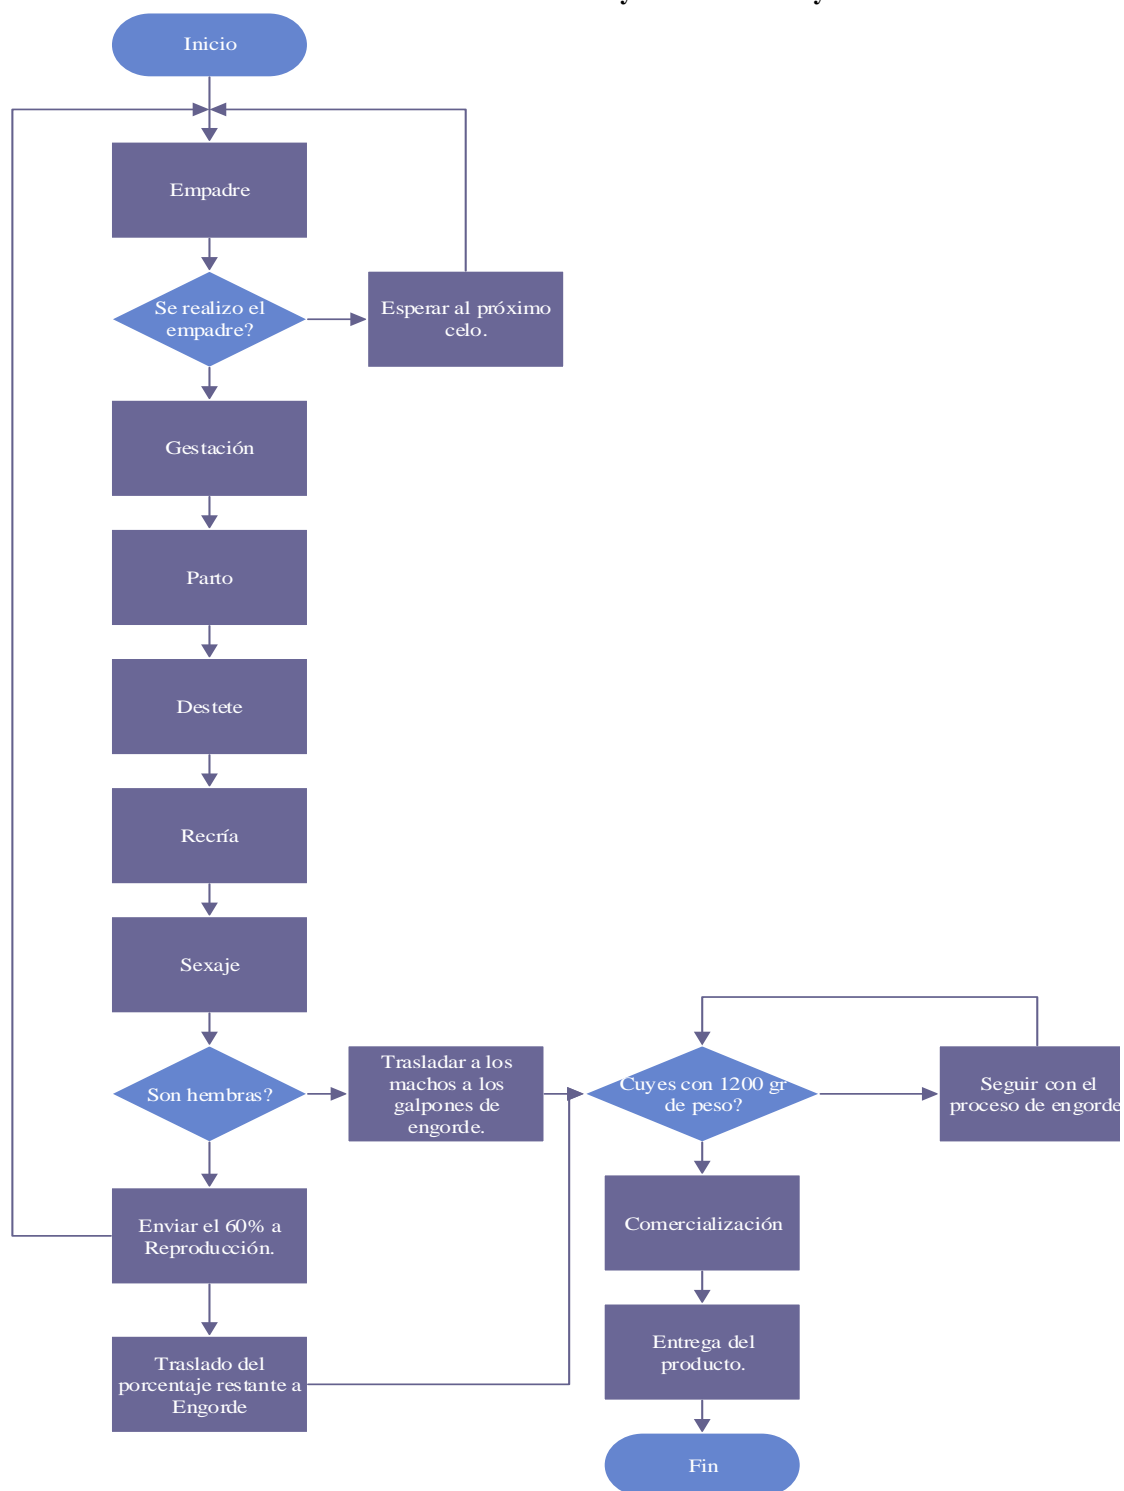 Inicio
Empadre
Se realizo el
empadre?
Esperar al próximo
celo.
Gestación
Parto
Destete
Recría
Sexaje
Son hembras?
Trasladar a los
machos a los
galpones de
engorde.
Cuyes con 1200 gr
de peso?
Seguir con el
proceso de engorde
Enviar el 60% a
Reproducción.
Comercialización
Traslado del
porcentaje restante a
Engorde
Entrega del
producto.
Fin